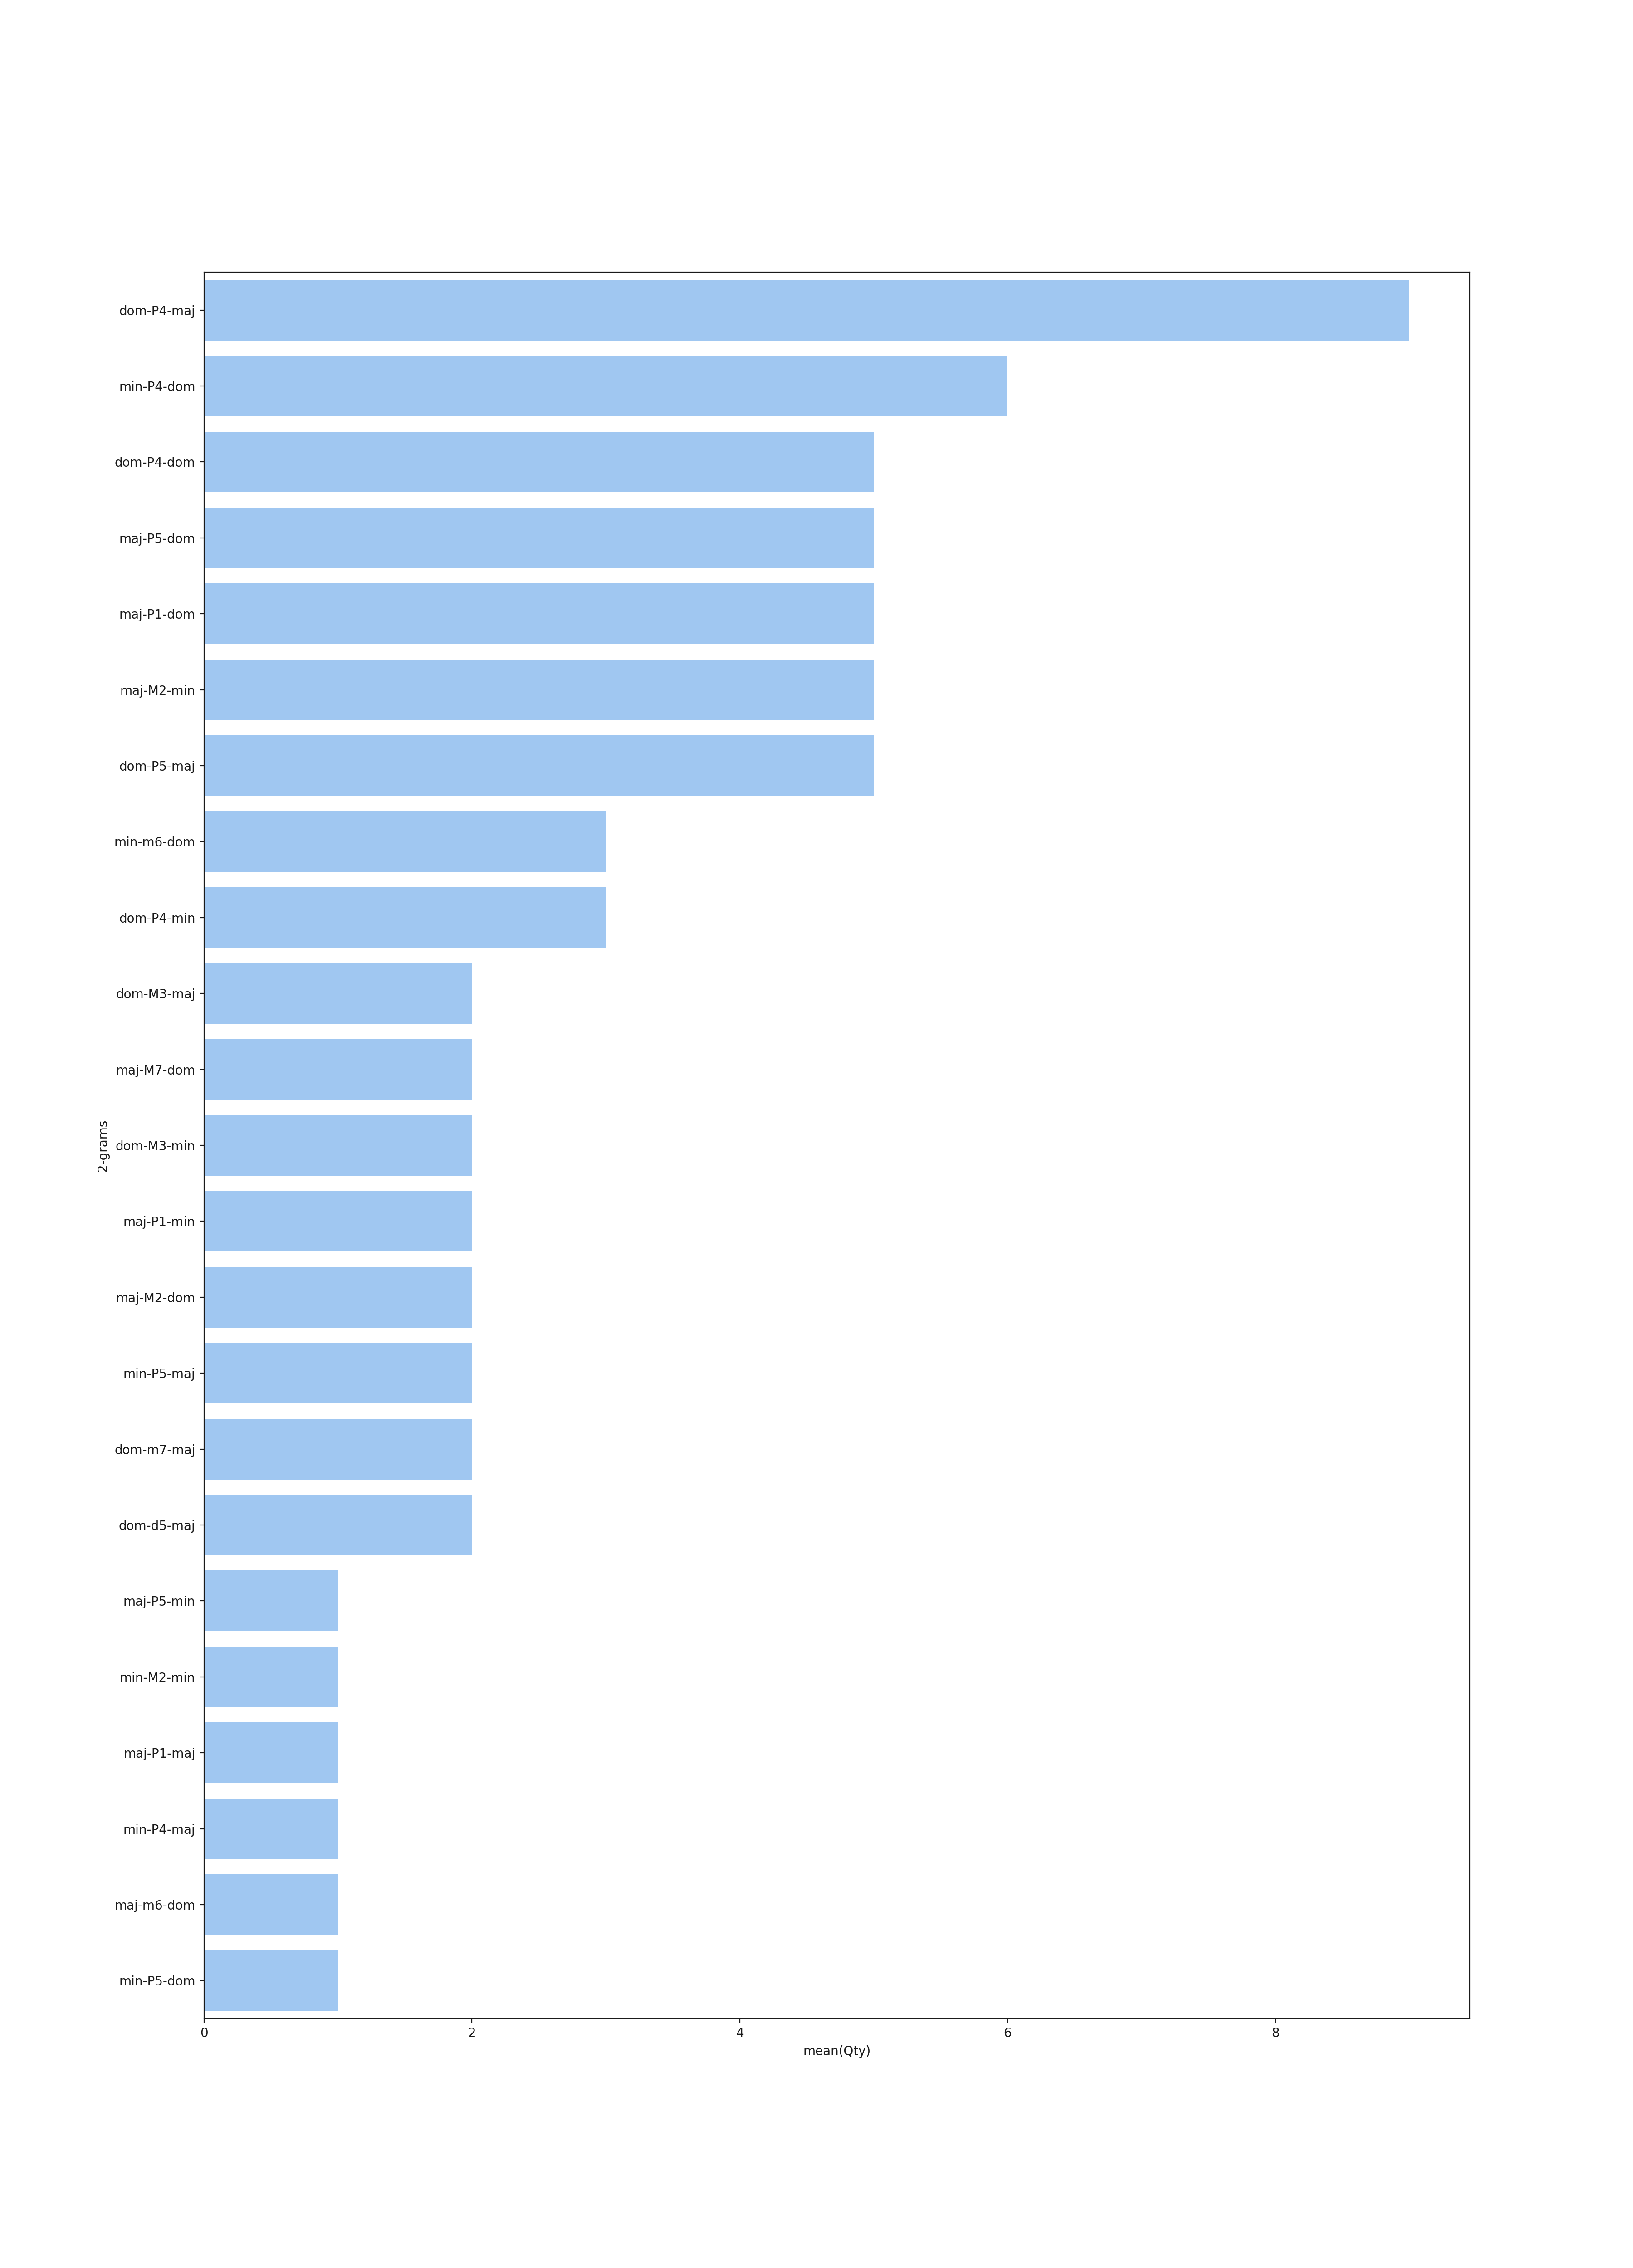 dom-P4-maj
min-P4-dom
dom-P4-dom
maj-P5-dom
maj-P1-dom
maj-M2-min
dom-P5-maj
min-m6-dom
dom-P4-min
dom-M3-maj
maj-M7-dom
dom-M3-min
maj-P1-min
maj-M2-dom
min-P5-maj
dom-m7-maj
dom-d5-maj
maj-P5-min
min-M2-min
maj-P1-maj
min-P4-maj
maj-m6-dom
min-P5-dom
2-grams
0 2 4 6 8
mean(Qty)